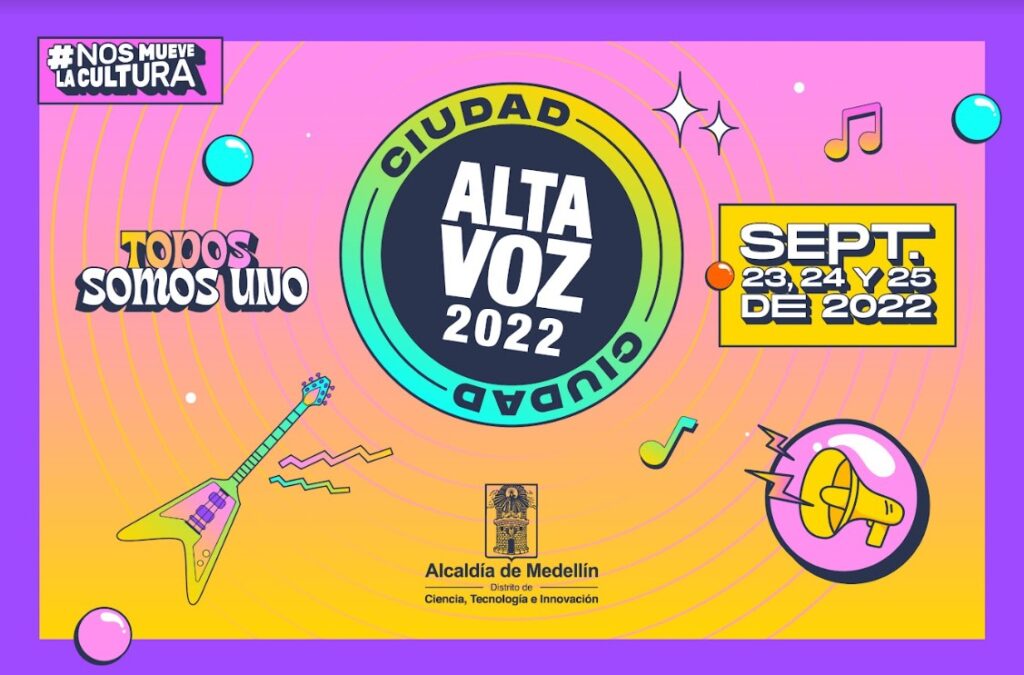 #NOS MUEVE
LA CULTURA
CIUDAD
ALTA
VOZ
2022
CIUDAD
TODOS
SOMOS UNO
SEPT.
23, 24 Y 25
DE 2022
Alcaldía de Medellín
Distrito de
Ciencia, Tecnología e Innovación